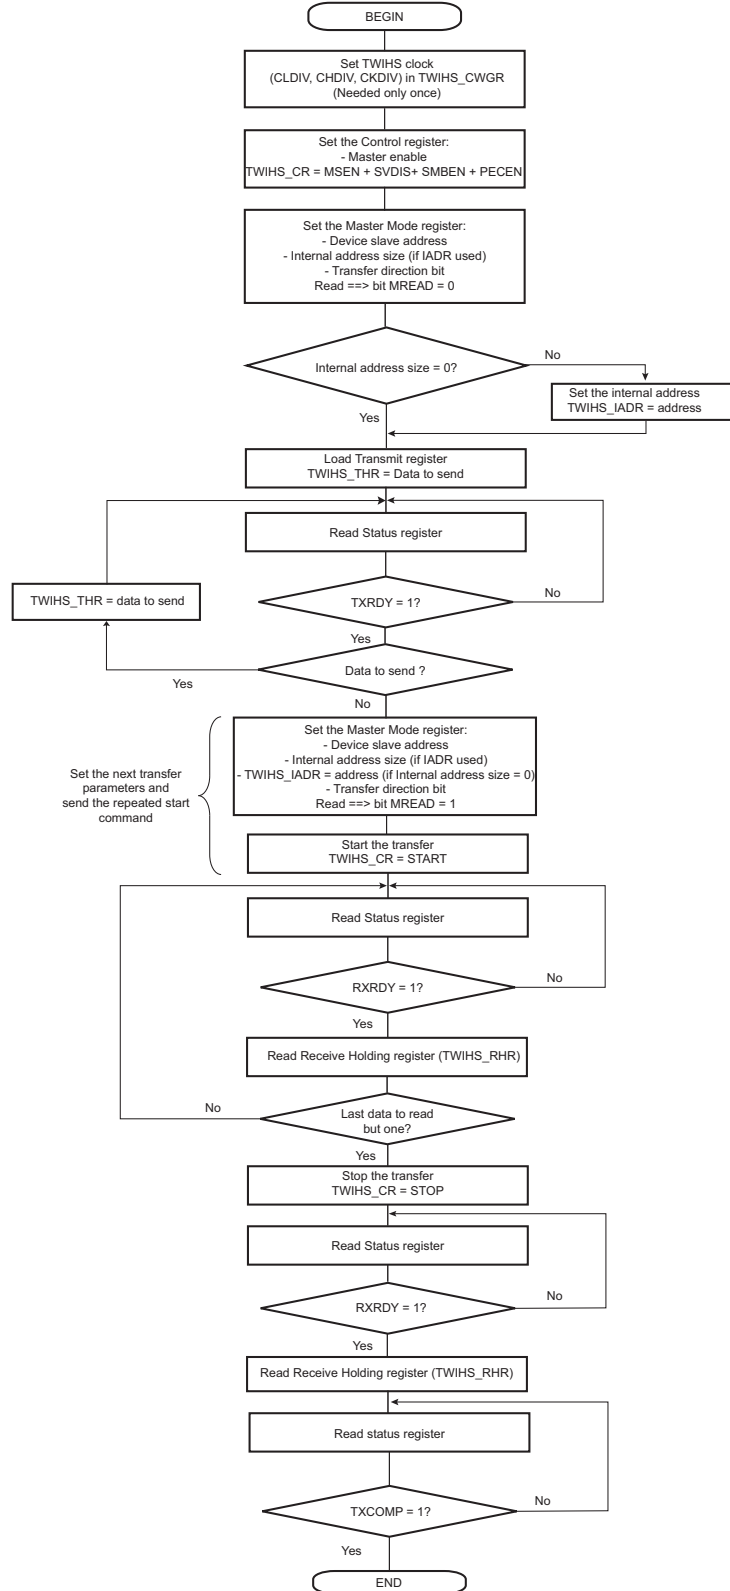 BEGIN
Set TWIHS clock
(CLDIV, CHDIV, CKDIV) in TWIHS_CWGR
(Needed only once)
Set the Control register:
- Master enable
TWIHS_CR = MSEN + SVDIS+ SMBEN + PECEN
Set the Master Mode register:
- Device slave address
- Internal address size (if IADR used)
- Transfer direction bit
Read ==> bit MREAD = 0
Internal address size = 0?
No
Set the internal address
TWIHS_IADR = address
Yes
Load Transmit register
TWIHS_THR = Data to send
Read Status register
TWIHS_THR = data to send
TXRDY = 1?
No
Yes
Data to send ?
Yes
No
Set the next transfer
parameters and
send the repeated start
command
Set the Master Mode register:
- Device slave address
- Internal address size (if IADR used)
- TWIHS_IADR = address (if Internal address size = 0)
- Transfer direction bit
Read ==> bit MREAD = 1
Start the transfer
TWIHS_CR = START
Read Status register
RXRDY = 1?
No
Yes
Read Receive Holding register (TWIHS_RHR)
No
Last data to read
but one?
Yes
Stop the transfer
TWIHS_CR = STOP
Read Status register
RXRDY = 1?
No
Yes
Read Receive Holding register (TWIHS_RHR)
Read status register
TXCOMP = 1?
No
Yes
END